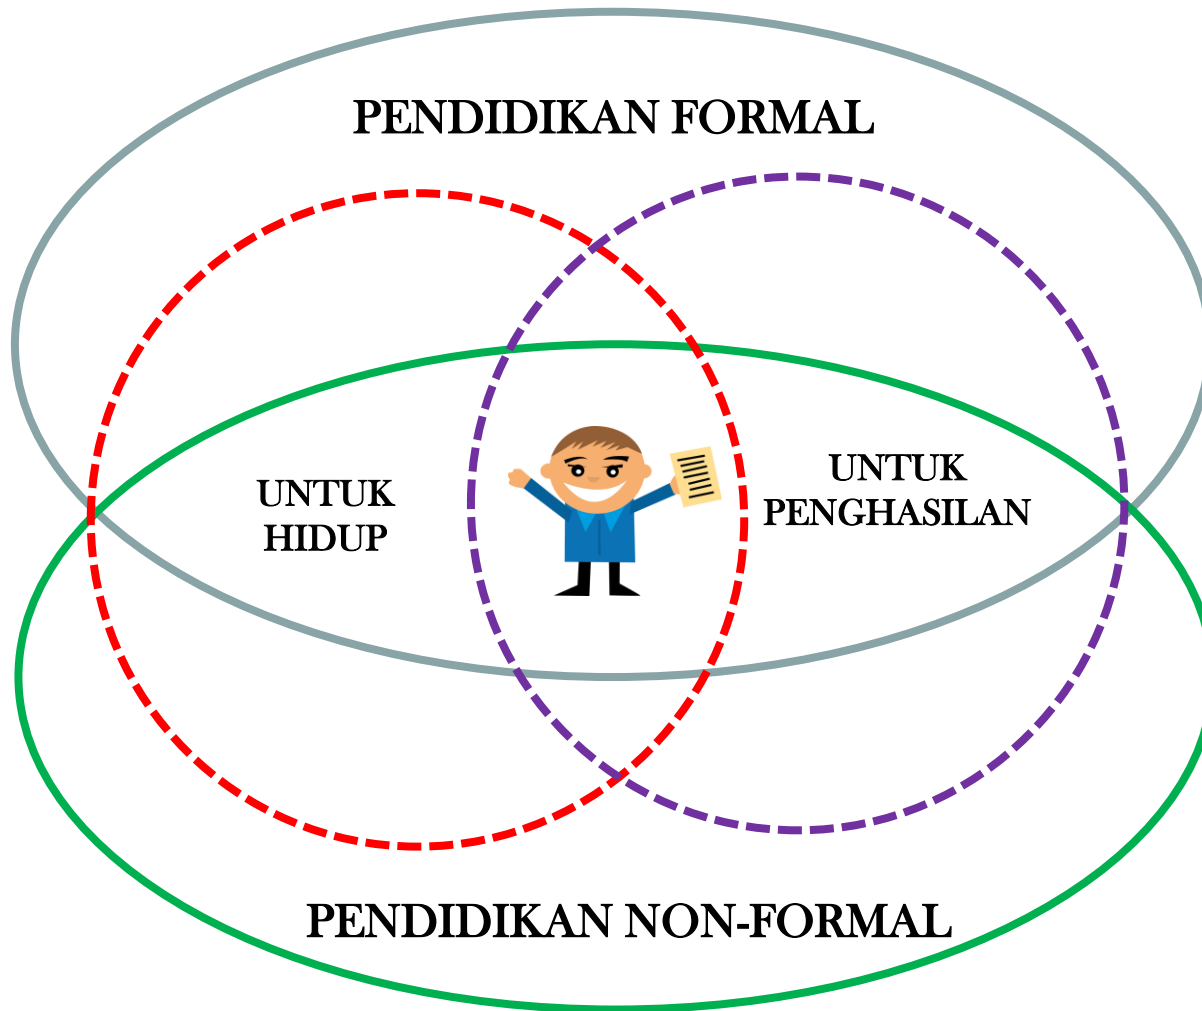 PENDIDIKAN FORMAL
UNTUK
HIDUP
UNTUK
PENGHASILAN
PENDIDIKAN NON-FORMAL